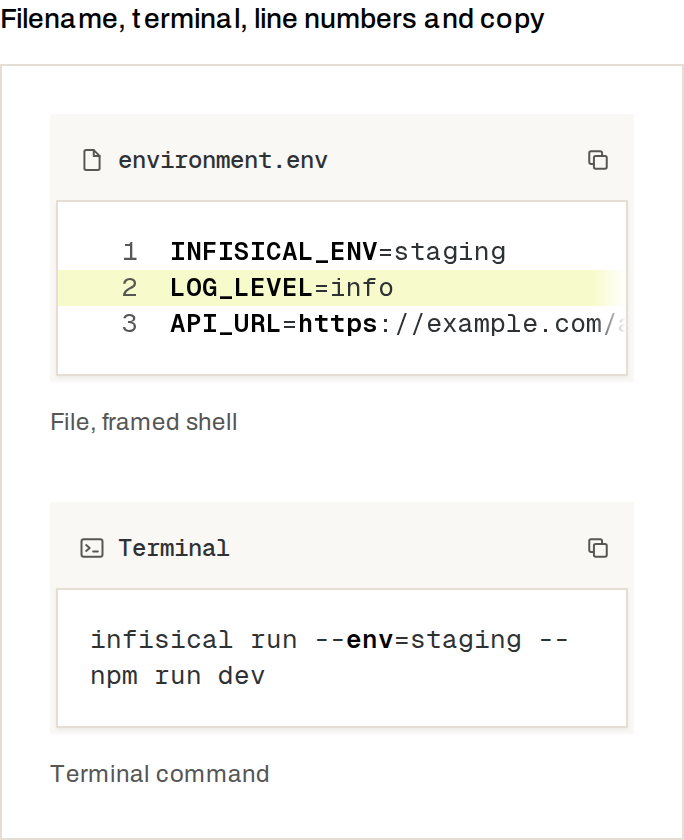 Filename, terminal, line numbers and copy
environment.env
1 INFISICAL_ENV=staging
2 LOG_LEVEL=info
3 API_URL=https://example.com/
File, framed shell
Terminal
infisical run --env=staging --
npm run dev
Terminal command